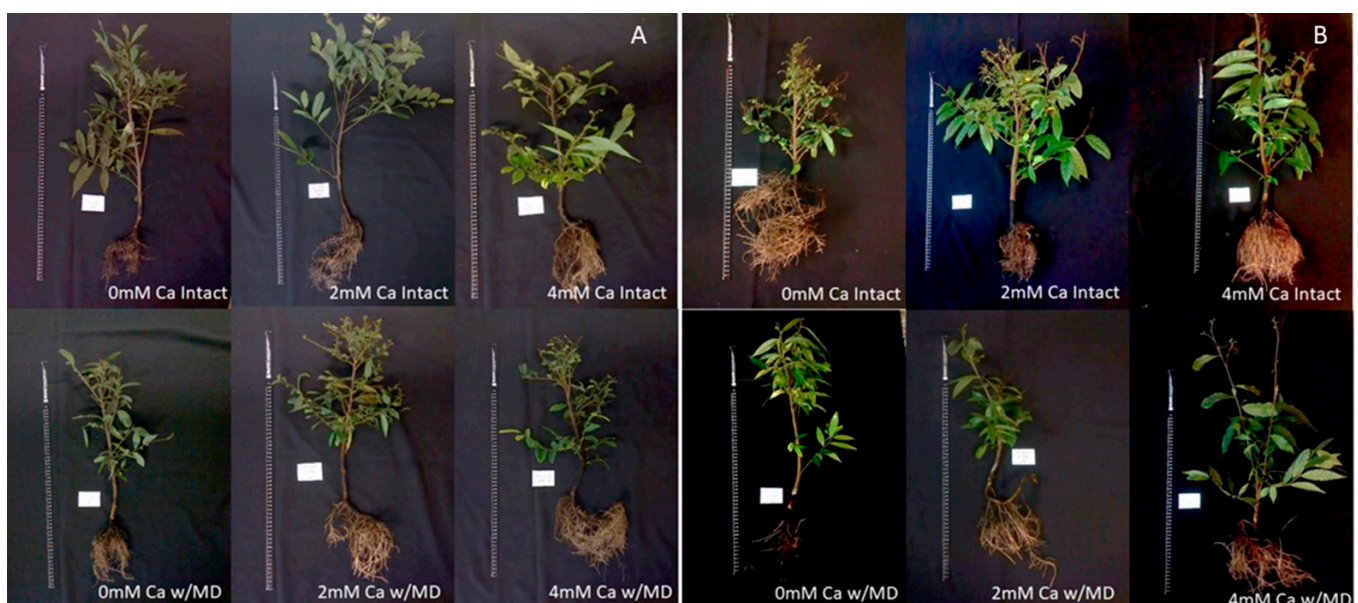 A
B
0mM Ca Intact
2mM Ca Intact
4mM Ca Intact
0mM Ca Intact
2mM Ca Intact
4mM Ca Intact
0mM Ca w/MD
2mM Ca w/MD
4mM Ca w/MD
0mM Ca w/MD
2mM Ca w/MD
4mM Ca w/MD